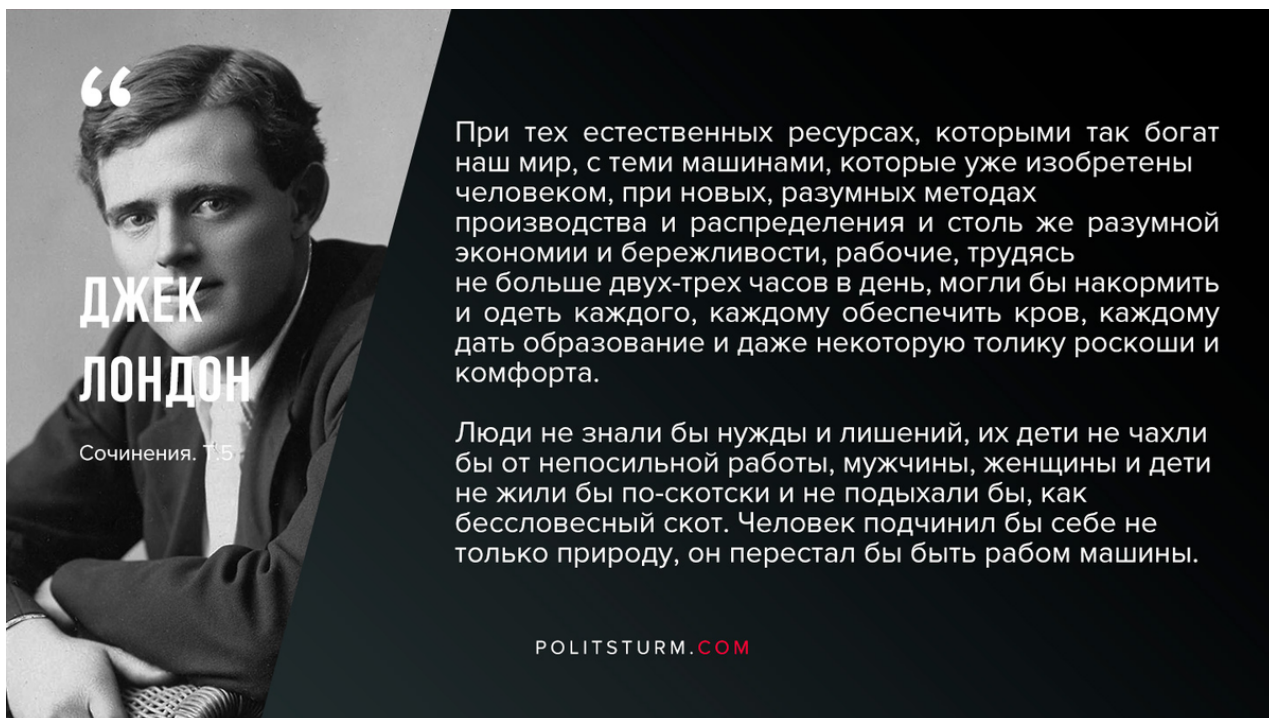 “
ДЖЕК
ЛОНДОН
Сочинения. Т.5
При тех естественных ресурсах, которыми так богат
наш мир, с теми машинами, которые уже изобретены
человеком, при новых, разумных методах
производства и распределения и столь же разумной
экономии и бережливости, рабочие, трудясь
не больше двух-трех часов в день, могли бы накормить
и одеть каждого, каждому обеспечить кров, каждому
дать образование и даже некоторую толику роскоши и
комфорта.
Люди не знали бы нужды и лишений, их дети не чахли
бы от непосильной работы, мужчины, женщины и дети
не жили бы по-скотски и не подыхали бы, как
бессловесный скот. Человек подчинил бы себе не
только природу, он перестал бы быть рабом машины.
POLITSTURM.COM